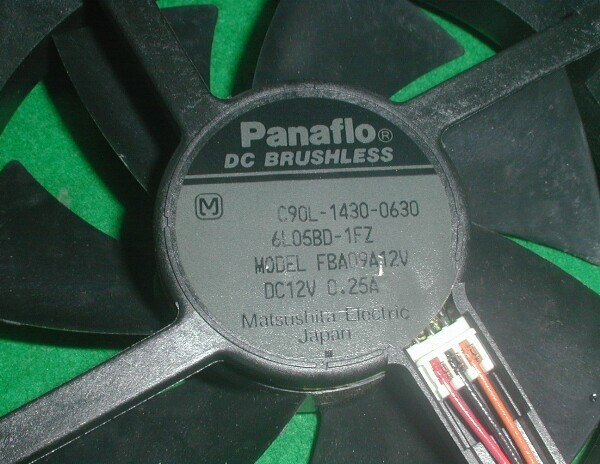 Panaflo®
DC BRUSHLESS
M C90L-1430-0630
6L05BD-1FZ
MODEL FBA09A12V
DC12V 0.25A
Matsushita Electric
Japan